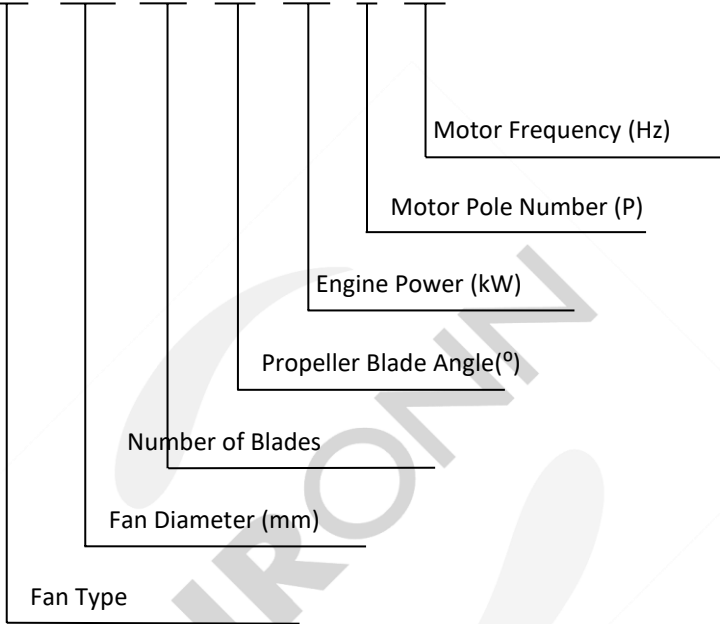 Motor Frequency (Hz)
Motor Pole Number (P)
Engine Power (kW)
Propeller Blade Angle(⁰)
Number of Blades
Fan Diameter (mm)
Fan Type